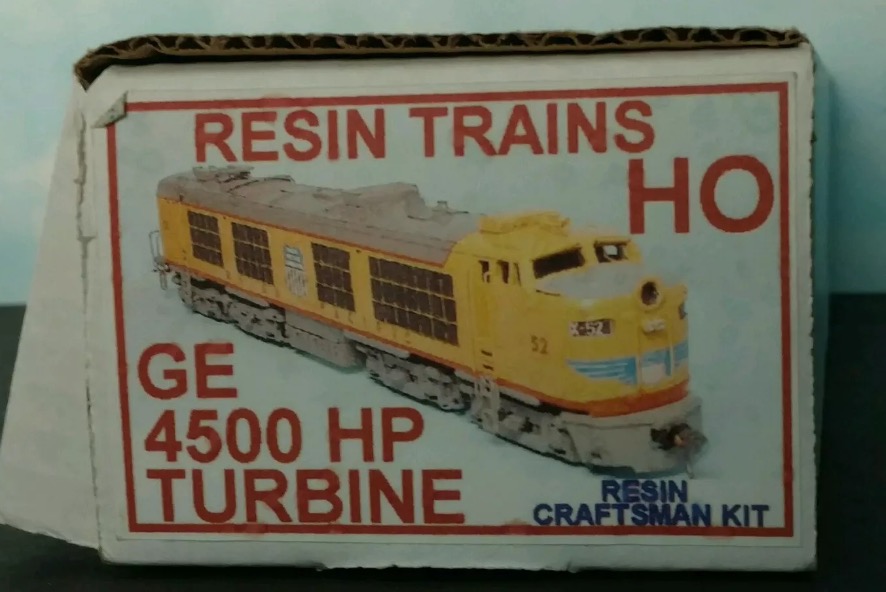 RESIN TRAINS
HO
X-52
52
GE
4500 HP
TURBINE
RESIN
CRAFTSMAN KIT